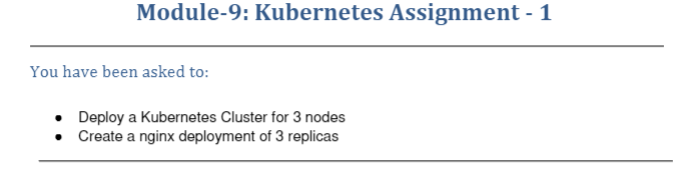 Module-9: Kubernetes Assignment - 1
You have been asked to:
● Deploy a Kubernetes Cluster for 3 nodes
● Create a nginx deployment of 3 replicas